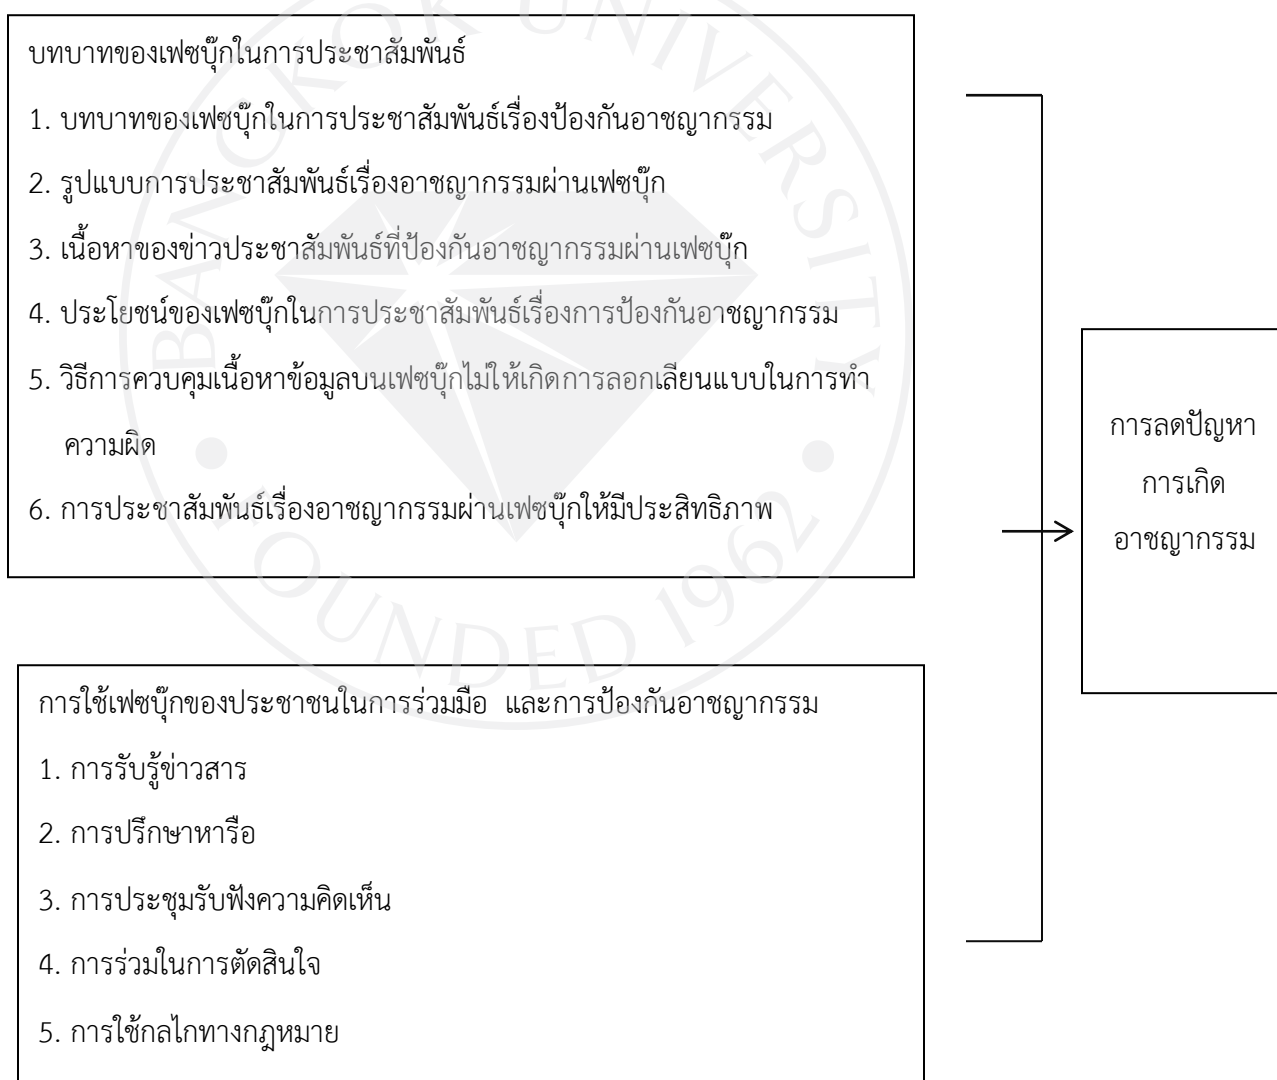 บทบาทของเฟซบุ๊กในการประชาสัมพันธ์
1. บทบาทของเฟซบุ๊กในการประชาสัมพันธ์เรื่องป้องกันอาชญากรรม
2. รูปแบบการประชาสัมพันธ์เรื่องอาชญากรรมผ่านเฟซบุ๊ก
3. เนื้อหาของข่าวประชาสัมพันธ์ที่ป้องกันอาชญากรรมผ่านเฟซบุ๊ก
4. ประโยชน์ของเฟซบุ๊กในการประชาสัมพันธ์เรื่องการป้องกันอาชญากรรม
5. วิธีการควบคุมเนื้อหาข้อมูลบนเฟซบุ๊กไม่ให้เกิดการลอกเลียนแบบในการทำ
ความผิด
6. การประชาสัมพันธ์เรื่องอาชญากรรมผ่านเฟซบุ๊กให้มีประสิทธิภาพ
การลดปัญหา
การเกิด
อาชญากรรม
การใช้เฟซบุ๊กของประชาชนในการร่วมมือ และการป้องกันอาชญากรรม
1. การรับรู้ข่าวสาร
2. การปรึกษาหารือ
3. การประชุมรับฟังความคิดเห็น
4. การร่วมในการตัดสินใจ
5. การใช้กลไกทางกฎหมาย
BANGKOK UNIVERSITY
FOUNDED 1962